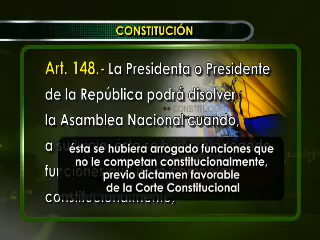 CONSTITUCIÓN
Art. 148.- La Presidenta o Presidente
de la República podrá disolver
la Asamblea Nacional cuando,
a
ésta se hubiera arrogado funciones que
no le competan constitucionalmente,
previo dictamen favorable
de la Corte Constitucional
constitucionalmente,